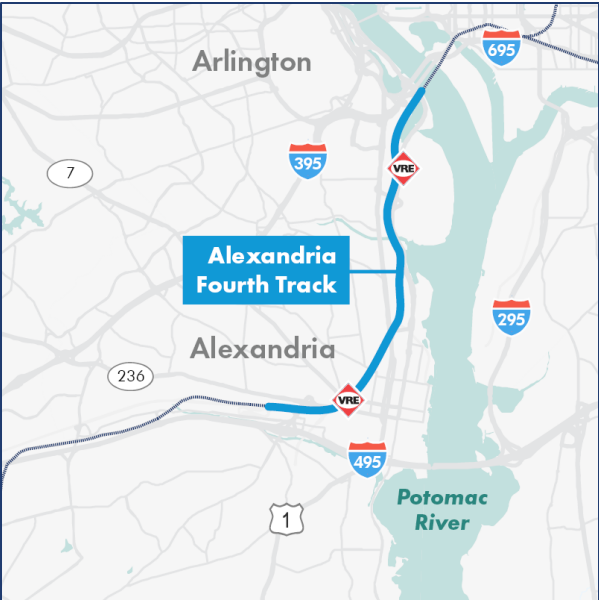 695
Arlington
395
VRE
7
Alexandria
Fourth Track
295
Alexandria
236
VRE
495
Potomac
River
1